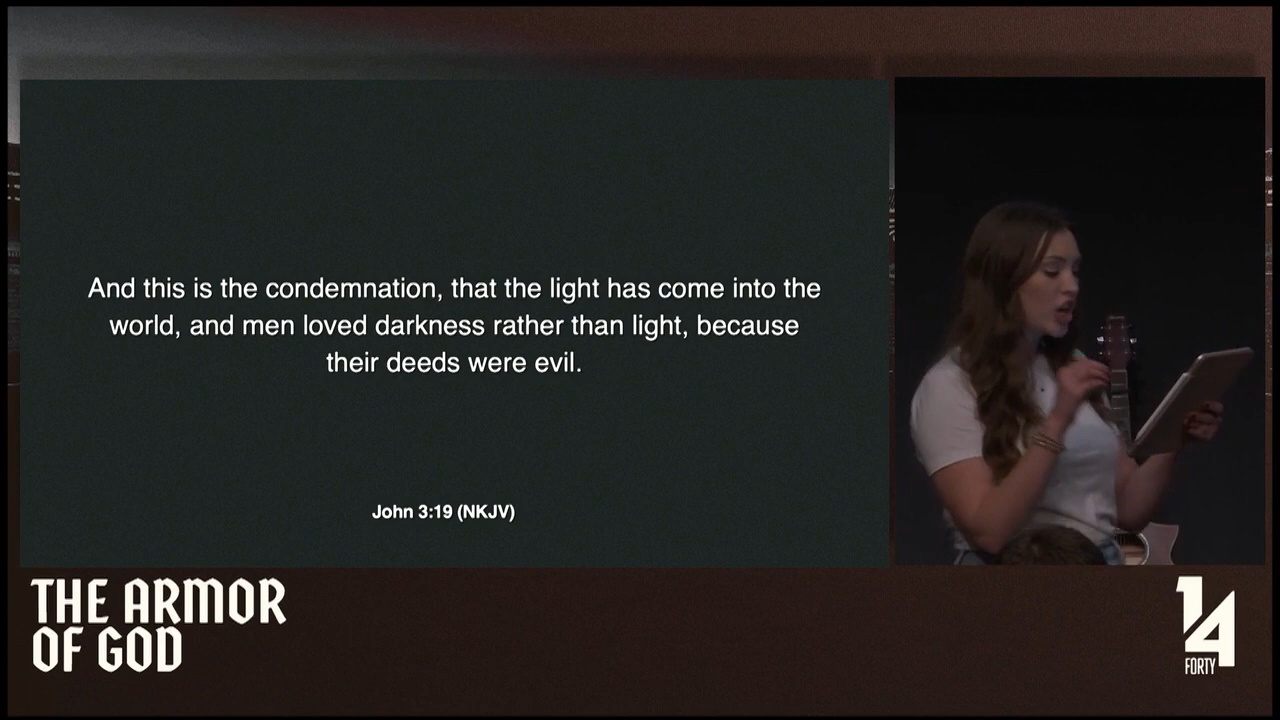 And this is the condemnation, that the light has come into the
world, and men loved darkness rather than light, because
their deeds were evil.
John 3:19 (NKJV)
THE ARMOR
OF GOD
14
FORTY